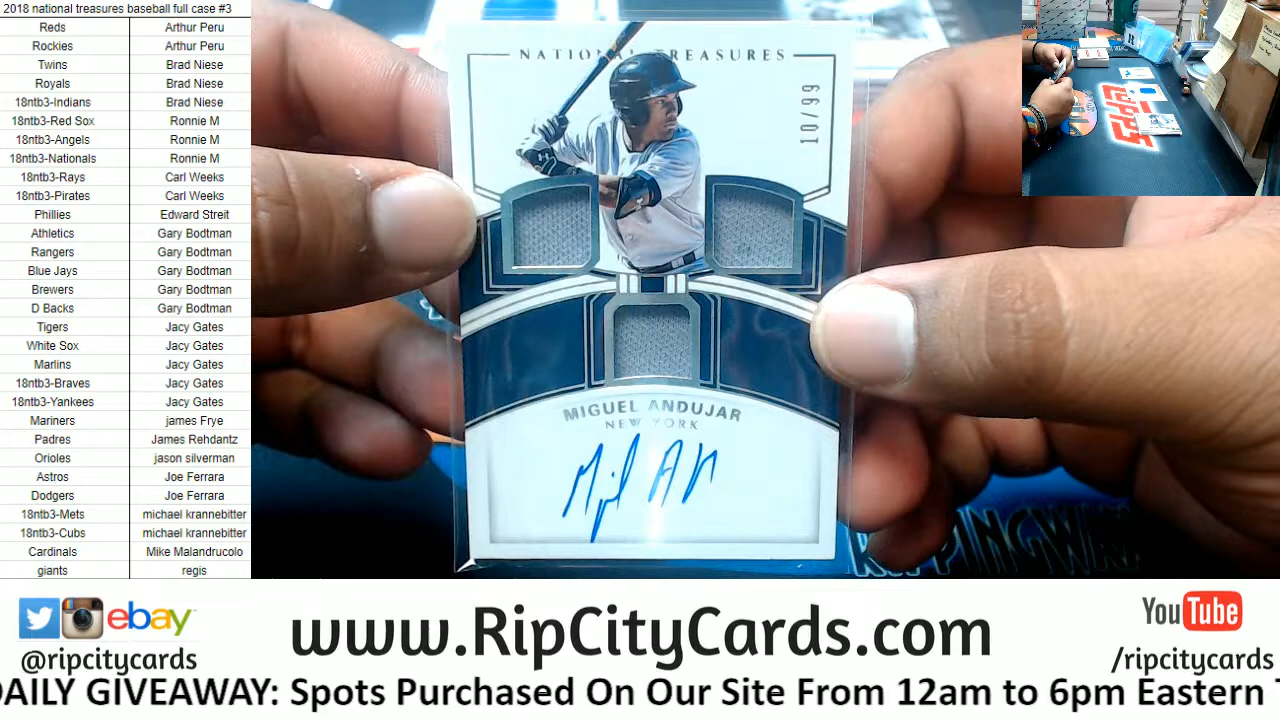 2018 national treasures baseball full case #3
Reds Arthur Peru
Rockies Arthur Peru
Twins Brad Niese
Royals Brad Niese
18ntb3-Indians Brad Niese
18ntb3-Red Sox Ronnie M
18ntb3-Angels Ronnie M
18ntb3-Nationals Ronnie M
18ntb3-Rays Carl Weeks
18ntb3-Pirates Carl Weeks
Phillies Edward Streit
Athletics Gary Bodtman
Rangers Gary Bodtman
Blue Jays Gary Bodtman
Brewers Gary Bodtman
D Backs Gary Bodtman
Tigers Jacy Gates
White Sox Jacy Gates
Marlins Jacy Gates
18ntb3-Braves Jacy Gates
18ntb3-Yankees Jacy Gates
Mariners james Frye
Padres James Rehdantz
Orioles jason silverman
Astros Joe Ferrara
Dodgers Joe Ferrara
18ntb3-Mets michael krannebitter
18ntb3-Cubs michael krannebitter
Cardinals Mike Malandrucolo
giants regis
NATIONAL TREASURES
10/99
MIGUEL ANDUJAR
NEW YORK
ebay
@ripcitycards
www.RipCityCards.com
YouTube
/ripcitycards
DAILY GIVEAWAY: Spots Purchased On Our Site From 12am to 6pm Eastern